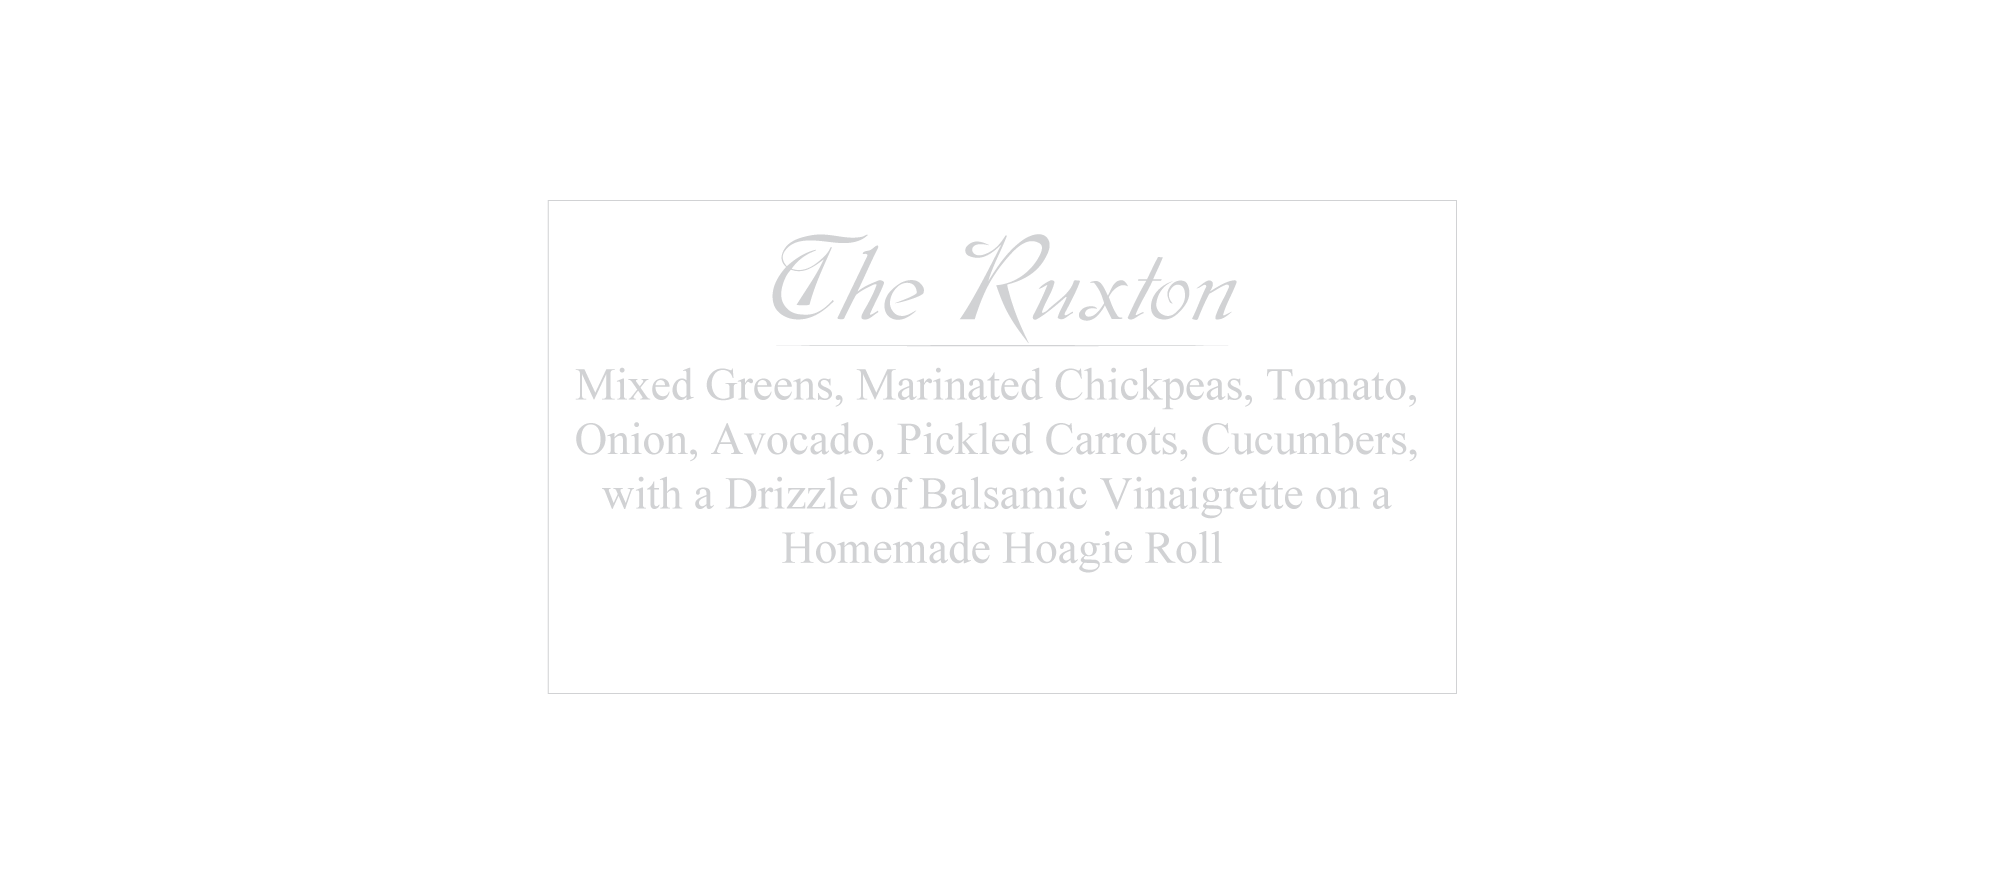 The Ruxton
Mixed Greens, Marinated Chickpeas, Tomato,
Onion, Avocado, Pickled Carrots, Cucumbers,
with a Drizzle of Balsamic Vinaigrette on a
Homemade Hoagie Roll